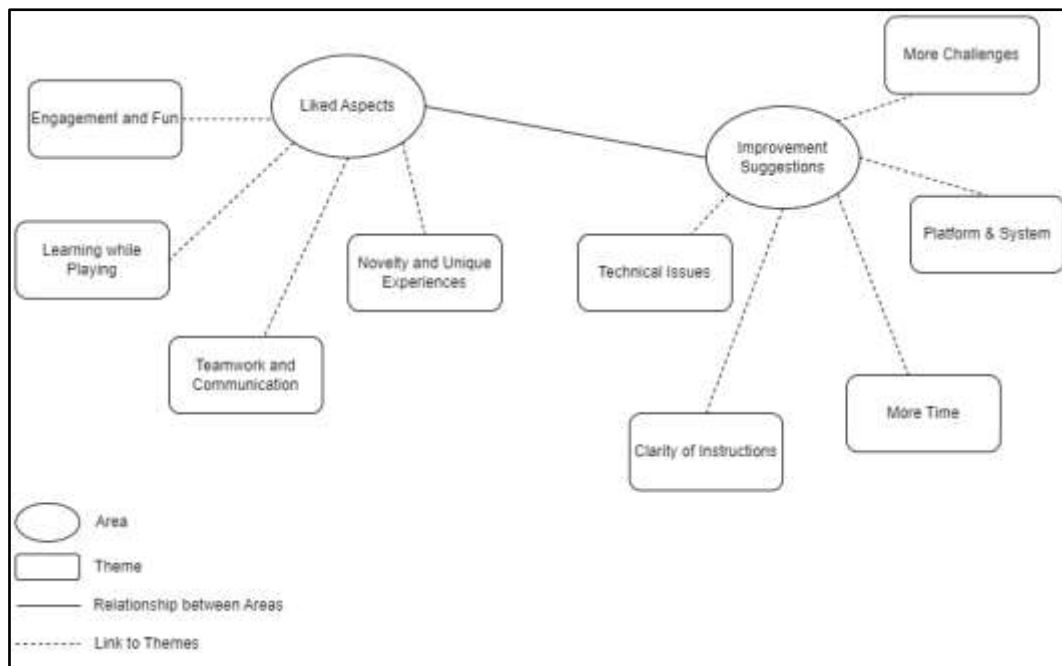 More Challenges
Liked Aspects
Engagement and Fun
Improvement
Suggestions
Platform & System
Learning while
Playing
Novelty and Unique
Experiences
Technical Issues
Teamwork and
Communication
More Time
Clarity of Instructions
Area
Theme
Relationship between Areas
Link to Themes